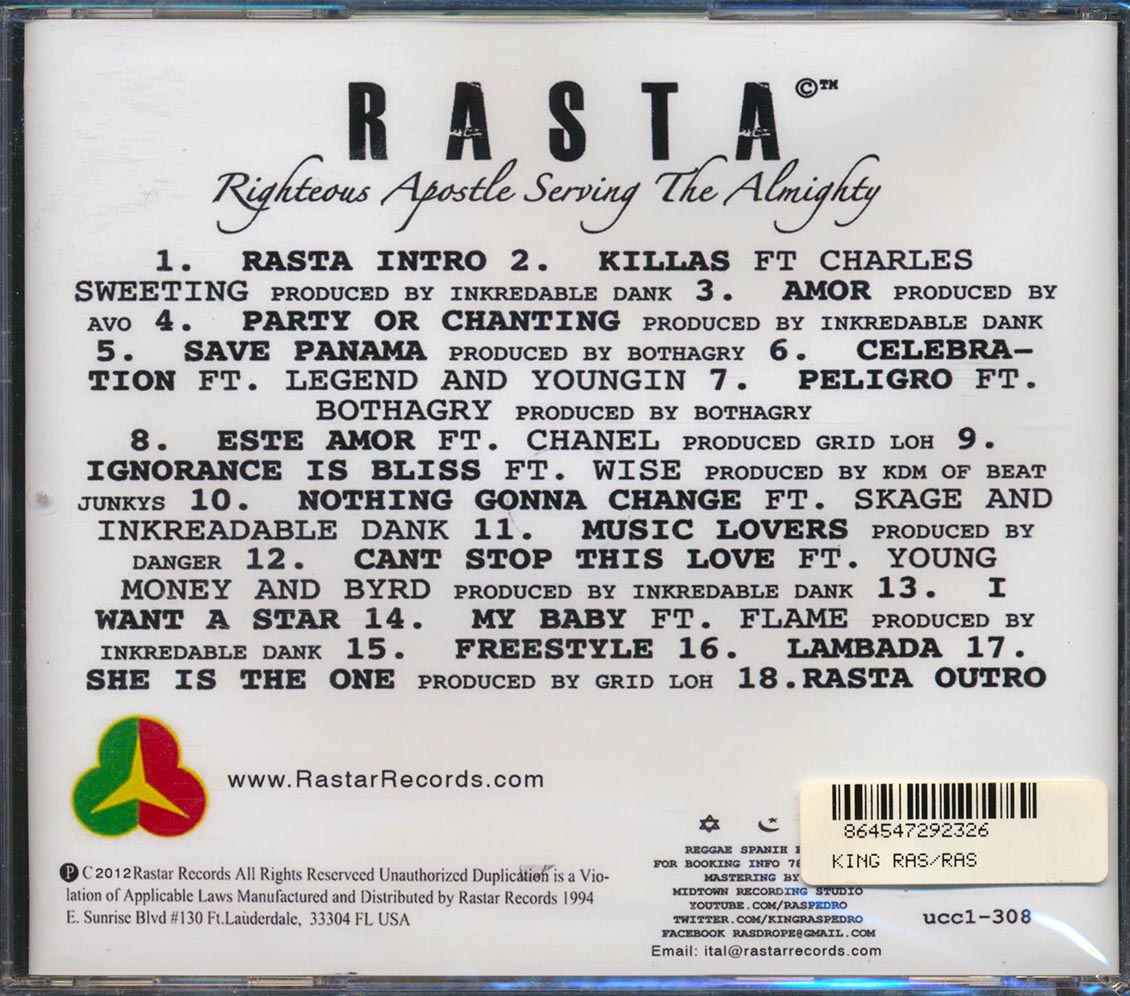 RASTA ©™
Righteous Apostle Serving The Almighty
1. RASTA INTRO 2. KILLAS FT CHARLES
SWEETING PRODUCED BY INKREDABLE DANK 3. AMOR PRODUCED BY
AVO 4. PARTY OR CHANTING PRODUCED BY INKREDABLE DANK
5. SAVE PANAMA PRODUCED BY BOTHAGRY 6. CELEBRA-
TION FT. LEGEND AND YOUNGIN 7. PELIGRO FT.
BOTHAGRY PRODUCED BY BOTHAGRY
8. ESTE AMOR FT. CHANEL PRODUCED GRID LOH 9.
IGNORANCE IS BLISS FT. WISE PRODUCED BY KDM OF BEAT
JUNKYS 10. NOTHING GONNA CHANGE FT. SKAGE AND
INKREADABLE DANK 11. MUSIC LOVERS PRODUCED BY
DANGER 12. CANT STOP THIS LOVE FT. YOUNG
MONEY AND BYRD PRODUCED BY INKREDABLE DANK 13. I
WANT A STAR 14. MY BABY FT. FLAME PRODUCED BY
INKREDABLE DANK 15. FREESTYLE 16. LAMBADA 17.
SHE IS THE ONE PRODUCED BY GRID LOH 18.RASTA OUTRO
www.RastarRecords.com
864547292326
KING RAS/RAS
REGGAE SPANIH
FOR BOOKING INFO 78
MASTERING BY
MIDTOWN RECORDING STUDIO
YOUTUBE.COM/RASPEDRO
TWITTER.COM/KINGRASPEDRO
FACEBOOK RASDROPE@GMAIL.COM
Email: ital@rastarrecords.com
ucc1-308
℗ C2012Rastar Records All Rights Reserveed Unauthorized Duplication is a Vio-
lation of Applicable Laws Manufactured and Distributed by Rastar Records 1994
E. Sunrise Blvd #130 Ft.Lauderdale, 33304 FL USA